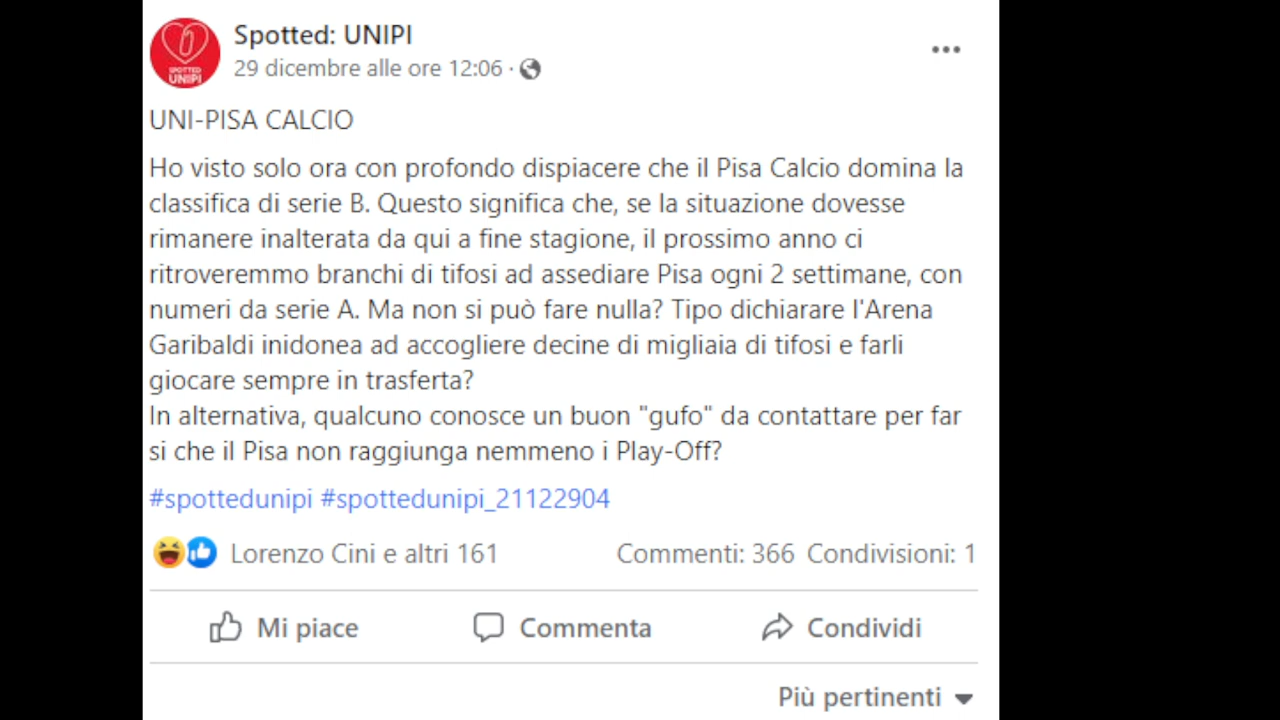 Spotted: UNIPI
29 dicembre alle ore 12:06 ·
SPOTTED
UNIPI
UNI-PISA CALCIO
Ho visto solo ora con profondo dispiacere che il Pisa Calcio domina la
classifica di serie B. Questo significa che, se la situazione dovesse
rimanere inalterata da qui a fine stagione, il prossimo anno ci
ritroveremmo branchi di tifosi ad assediare Pisa ogni 2 settimane, con
numeri da serie A. Ma non si può fare nulla? Tipo dichiarare l'Arena
Garibaldi inidonea ad accogliere decine di migliaia di tifosi e farli
giocare sempre in trasferta?
In alternativa, qualcuno conosce un buon "gufo" da contattare per far
si che il Pisa non raggiunga nemmeno i Play-Off?
#spottedunipi #spottedunipi_21122904
Lorenzo Cini e altri 161 Commenti: 366 Condivisioni: 1
Mi piace Commenta Condividi
Più pertinenti